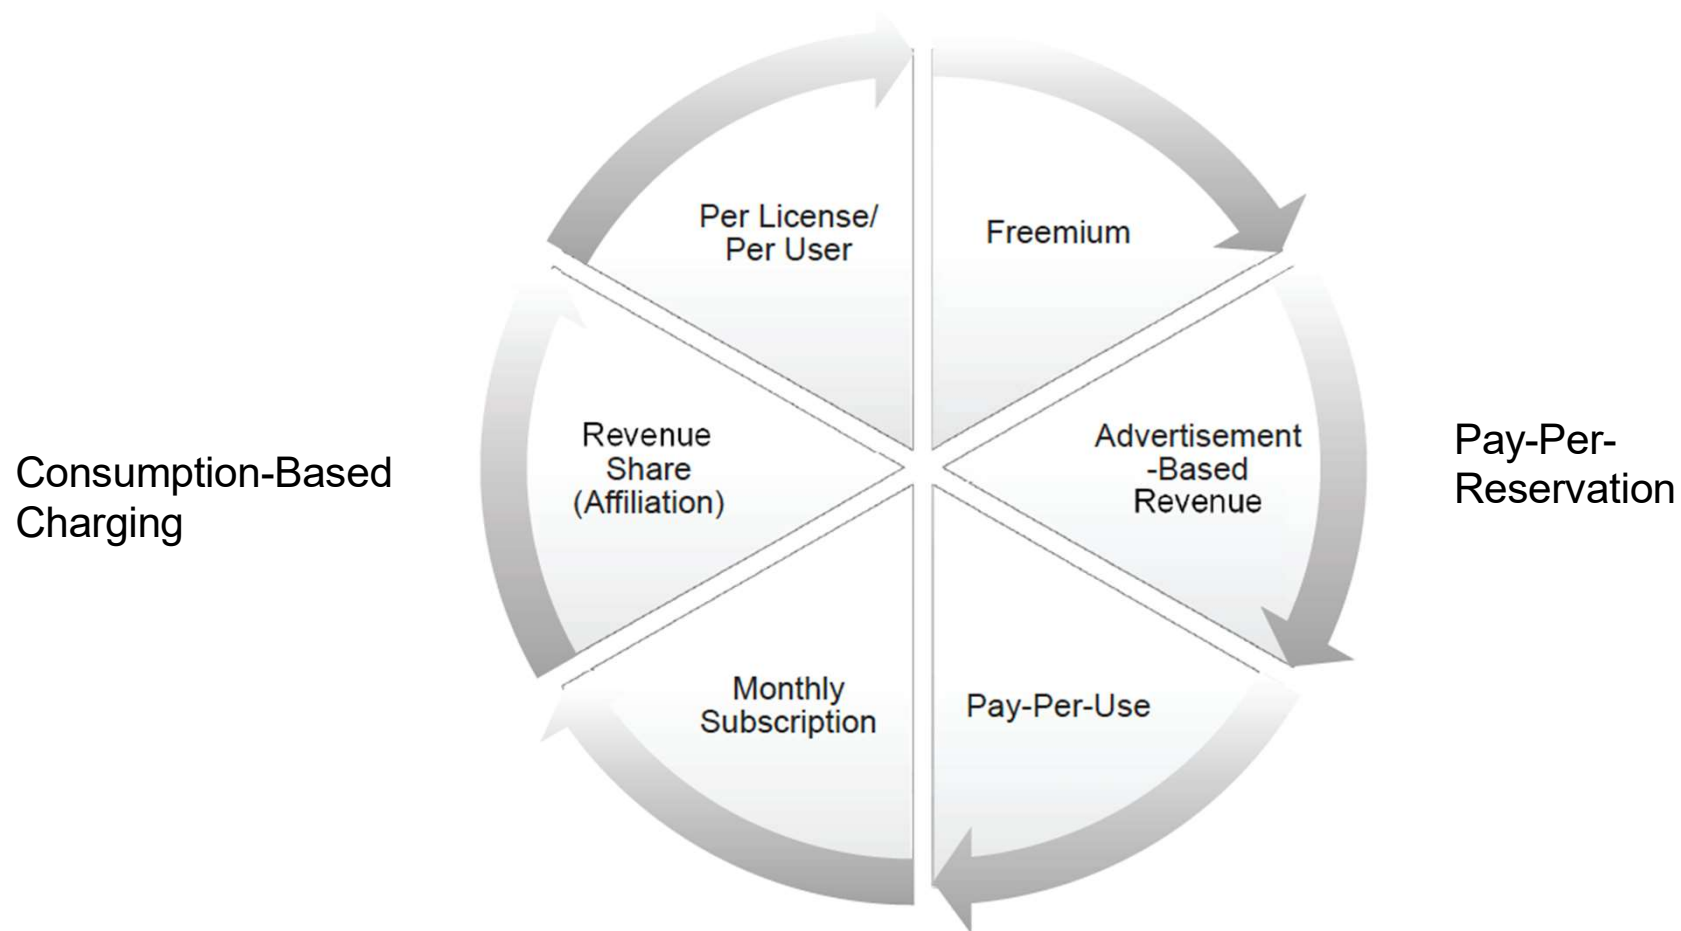 Per License/
Per User
Freemium
Revenue
Share
(Affiliation)
Advertisement
-Based
Revenue
Consumption-Based
Charging
Pay-Per-
Reservation
Monthly
Subscription
Pay-Per-Use